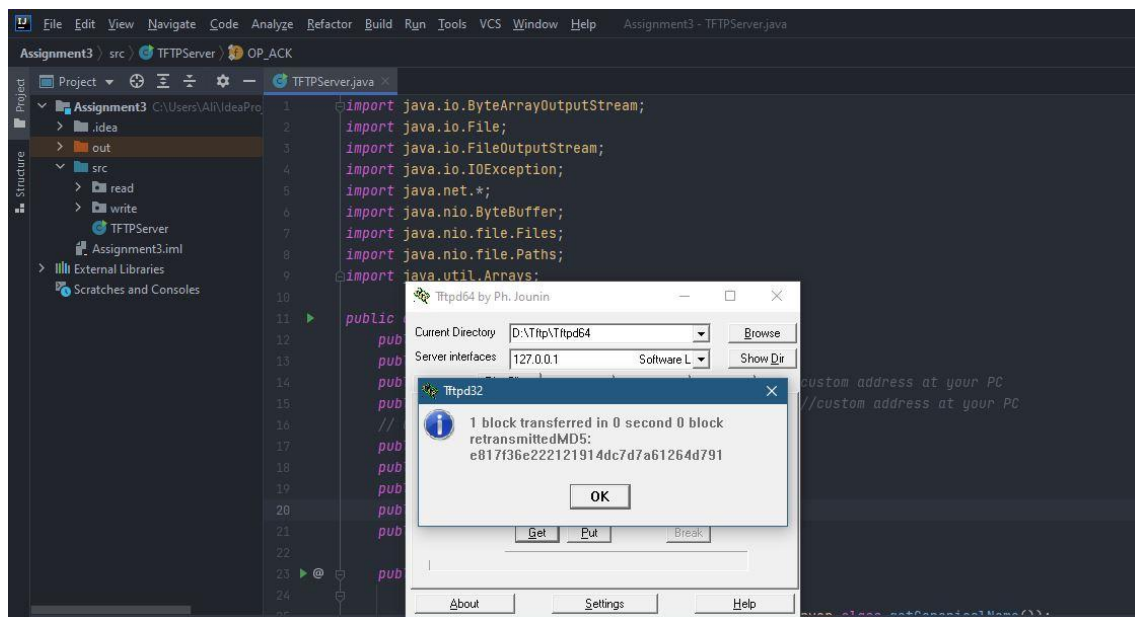 File Edit View Navigate Code Analyze Refactor Build Run Tools VCS Window Help Assignment3 - TFTPServer.java
Assignment3 src TFTPServer OP_ACK
Project TFTPServer.java
Project
Structure
Assignment3 C:\Users\Ali\IdeaProj
.idea
out
src
read
write
TFTPServer
Assignment3.iml
External Libraries
Scratches and Consoles
1 import java.io.ByteArrayOutputStream;
2 import java.io.File;
3 import java.io.FileOutputStream;
4 import java.io.IOException;
5 import java.net.*;
6 import java.nio.ByteBuffer;
7 import java.nio.file.Files;
8 import java.nio.file.Paths;
9 import java.util.Arrays;
10
11 public
12 pub
13 pub
14 pub custom address at your PC
15 pub //custom address at your PC
16 //
17 pub
18 pub
19 pub
20 pub
21 pub
22
23 @ pub
24
getCanonicalName());
Tftpd64 by Ph. Jounin
Current Directory D:\Tftp\Tftpd64 Browse
Server interfaces 127.0.0.1 Software L Show Dir
Tftpd32
1 block transferred in 0 second 0 block
retransmittedMD5:
e817f36e222121914dc7d7a61264d791
OK
Get Put Break
About Settings Help